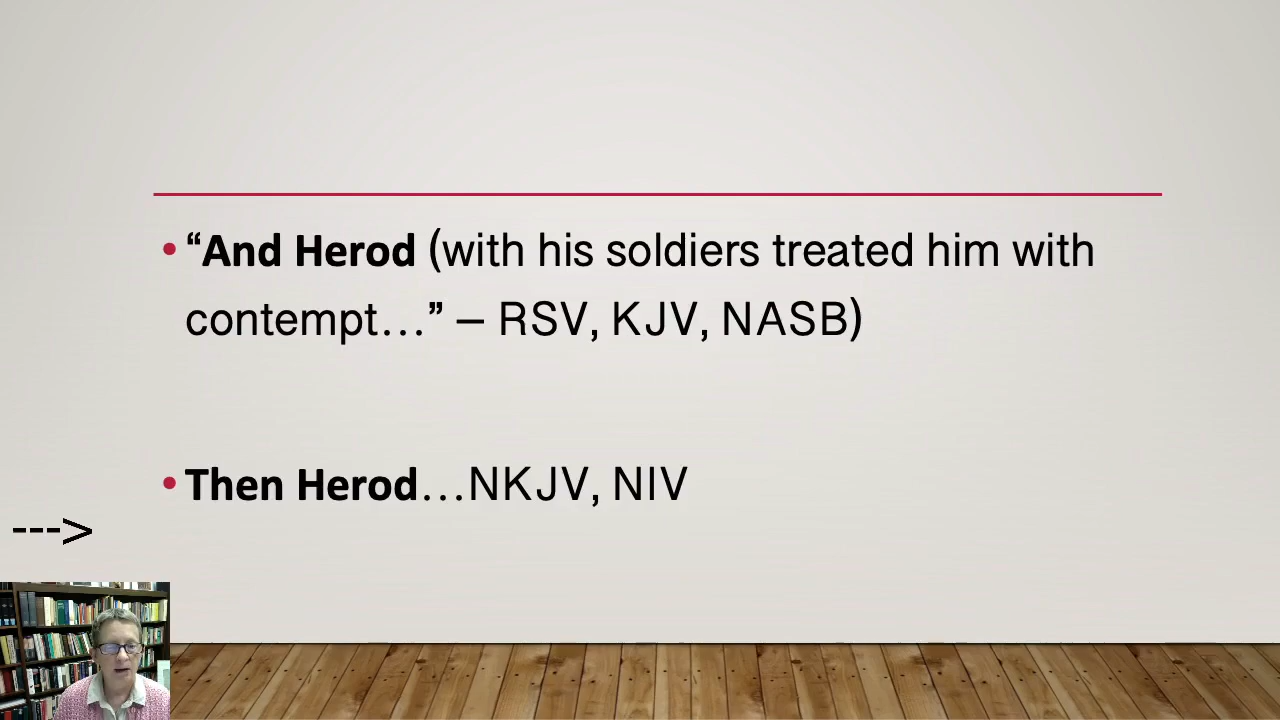 • “And Herod (with his soldiers treated him with
contempt…” – RSV, KJV, NASB)
• Then Herod…NKJV, NIV
--->